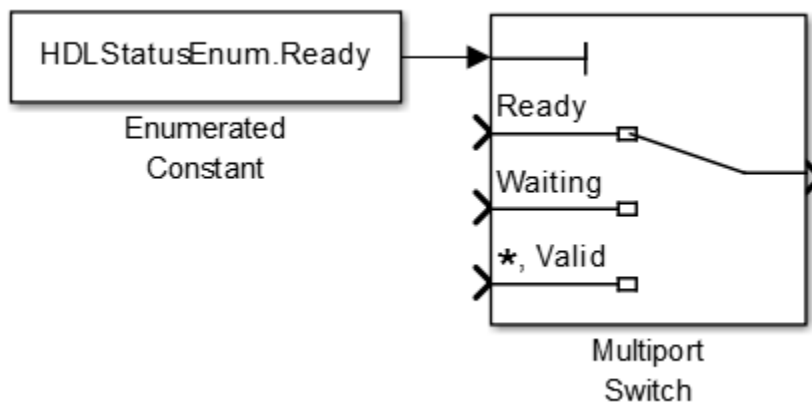 HDLStatusEnum.Ready
Enumerated
Constant
Ready
Waiting
*, Valid
Multiport
Switch